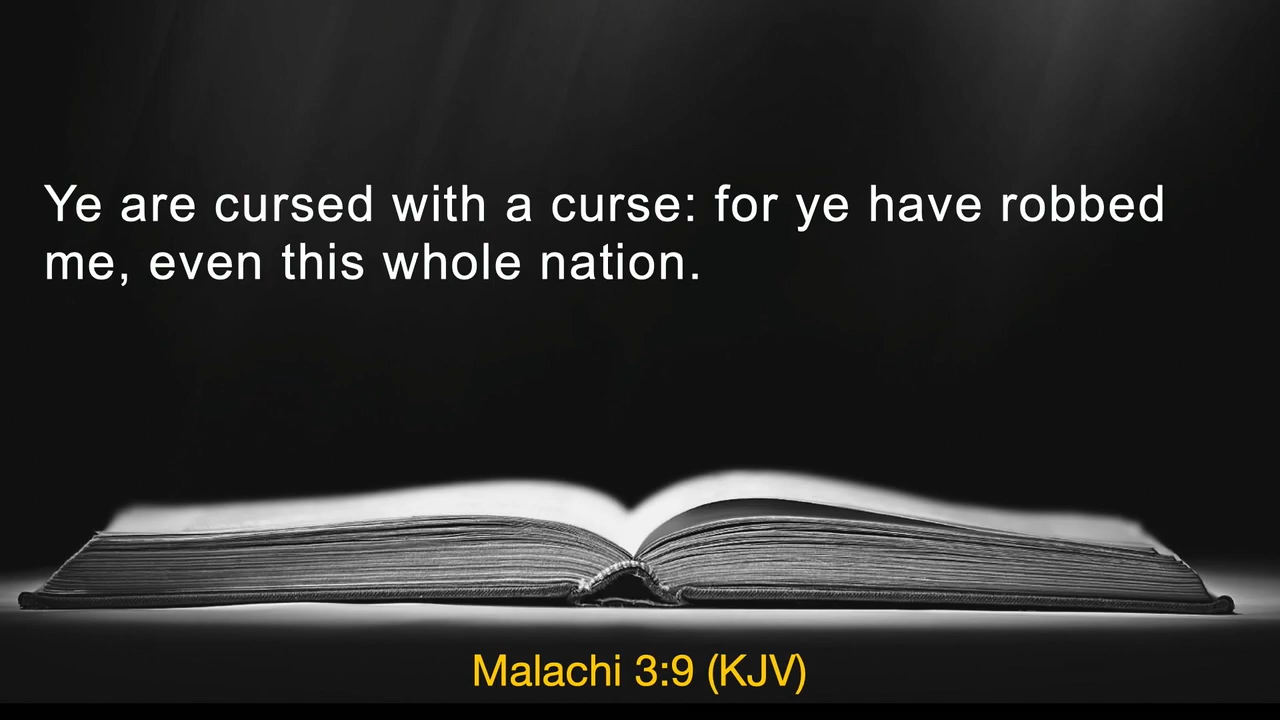 Ye are cursed with a curse: for ye have robbed
me, even this whole nation.
Malachi 3:9 (KJV)